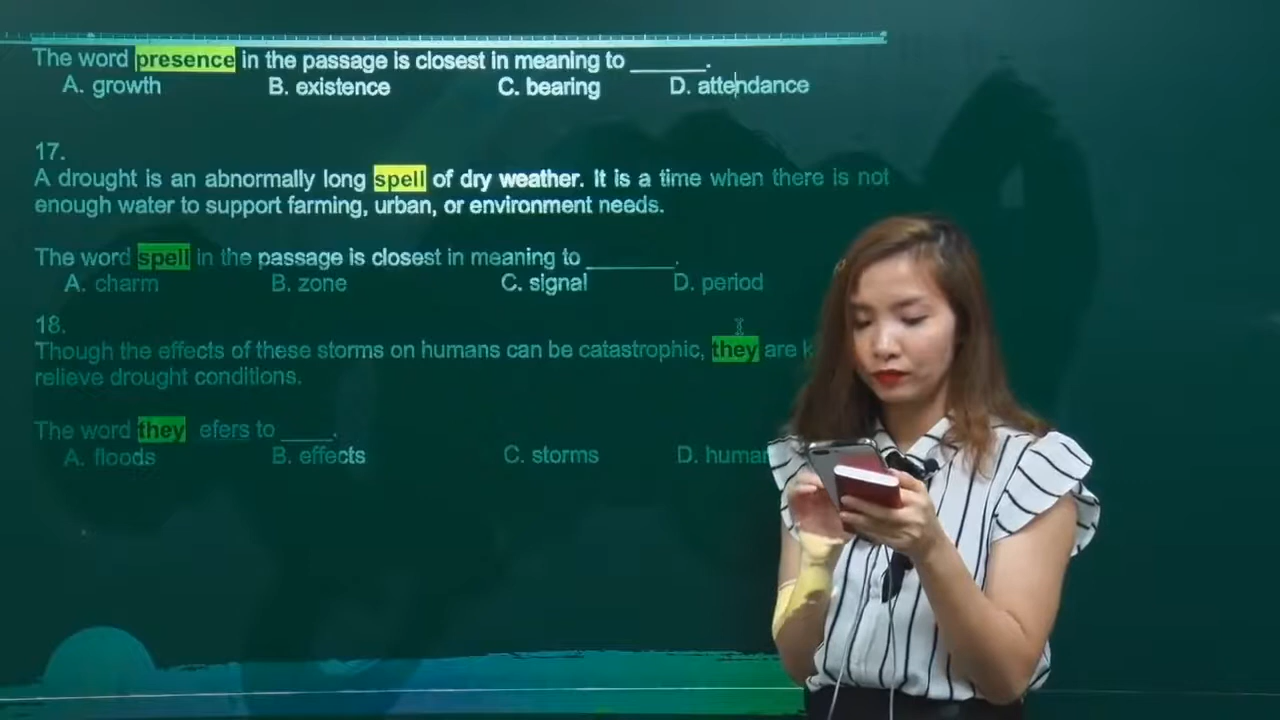 The word presence in the passage is closest in meaning to ______.
A. growth B. existence C. bearing D. attendance
17.
A drought is an abnormally long spell of dry weather. It is a time when there is not
enough water to support farming, urban, or environment needs.
The word spell in the passage is closest in meaning to _______.
A. charm B. zone C. signal D. period
18.
Though the effects of these storms on humans can be catastrophic, they are
relieve drought conditions.
The word they efers to ____.
A. floods B. effects C. storms D.